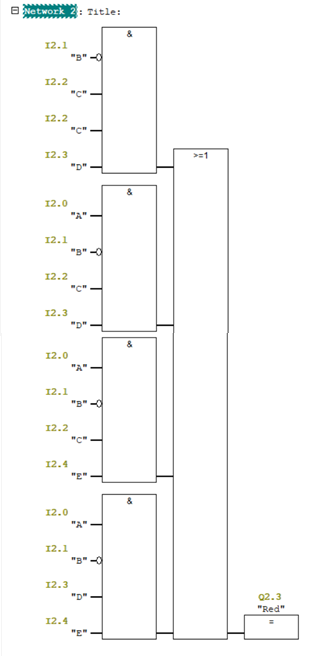 Network 2: Title:
&
I2.1
"B"
I2.2
"C"
I2.2
"C"
I2.3
"D"
>=1
&
I2.0
"A"
I2.1
"B"
I2.2
"C"
I2.3
"D"
&
I2.0
"A"
I2.1
"B"
I2.2
"C"
I2.4
"E"
&
I2.0
"A"
I2.1
"B"
I2.3
"D"
I2.4
"E"
Q2.3
"Red"
=